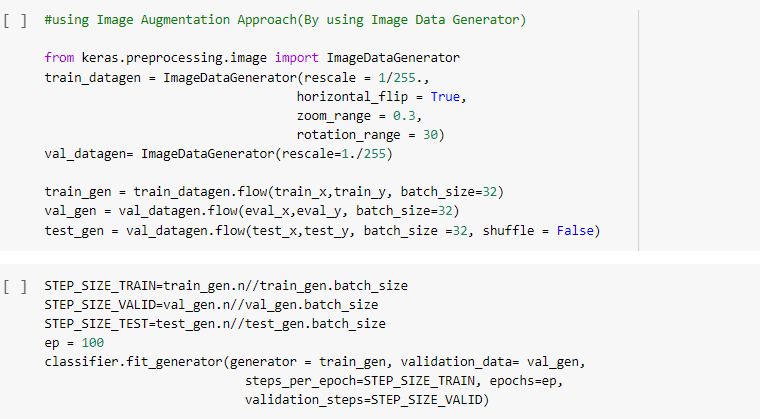 [ ] #using Image Augmentation Approach(By using Image Data Generator)
from keras.preprocessing.image import ImageDataGenerator
train_datagen = ImageDataGenerator(rescale = 1/255.,
horizontal_flip = True,
zoom_range = 0.3,
rotation_range = 30)
val_datagen= ImageDataGenerator(rescale=1./255)
train_gen = train_datagen.flow(train_x,train_y, batch_size=32)
val_gen = val_datagen.flow(eval_x,eval_y, batch_size=32)
test_gen = val_datagen.flow(test_x,test_y, batch_size =32, shuffle = False)
[ ] STEP_SIZE_TRAIN=train_gen.n//train_gen.batch_size
STEP_SIZE_VALID=val_gen.n//val_gen.batch_size
STEP_SIZE_TEST=test_gen.n//test_gen.batch_size
ep = 100
classifier.fit_generator(generator = train_gen, validation_data= val_gen,
steps_per_epoch=STEP_SIZE_TRAIN, epochs=ep,
validation_steps=STEP_SIZE_VALID)